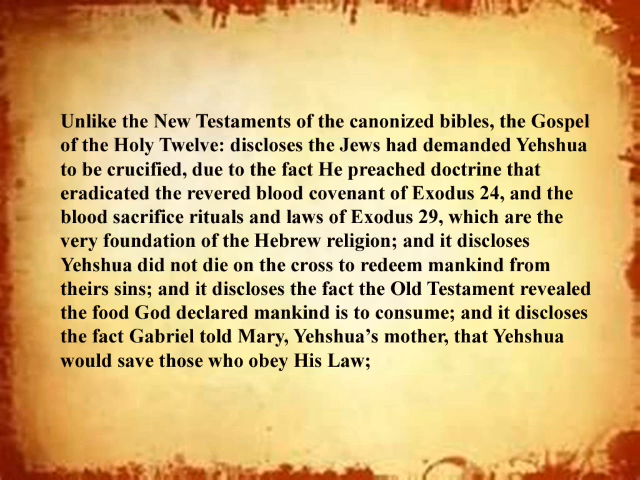 Unlike the New Testaments of the canonized bibles, the Gospel
of the Holy Twelve: discloses the Jews had demanded Yehshua
to be crucified, due to the fact He preached doctrine that
eradicated the revered blood covenant of Exodus 24, and the
blood sacrifice rituals and laws of Exodus 29, which are the
very foundation of the Hebrew religion; and it discloses
Yehshua did not die on the cross to redeem mankind from
theirs sins; and it discloses the fact the Old Testament revealed
the food God declared mankind is to consume; and it discloses
the fact Gabriel told Mary, Yehshua’s mother, that Yehshua
would save those who obey His Law;